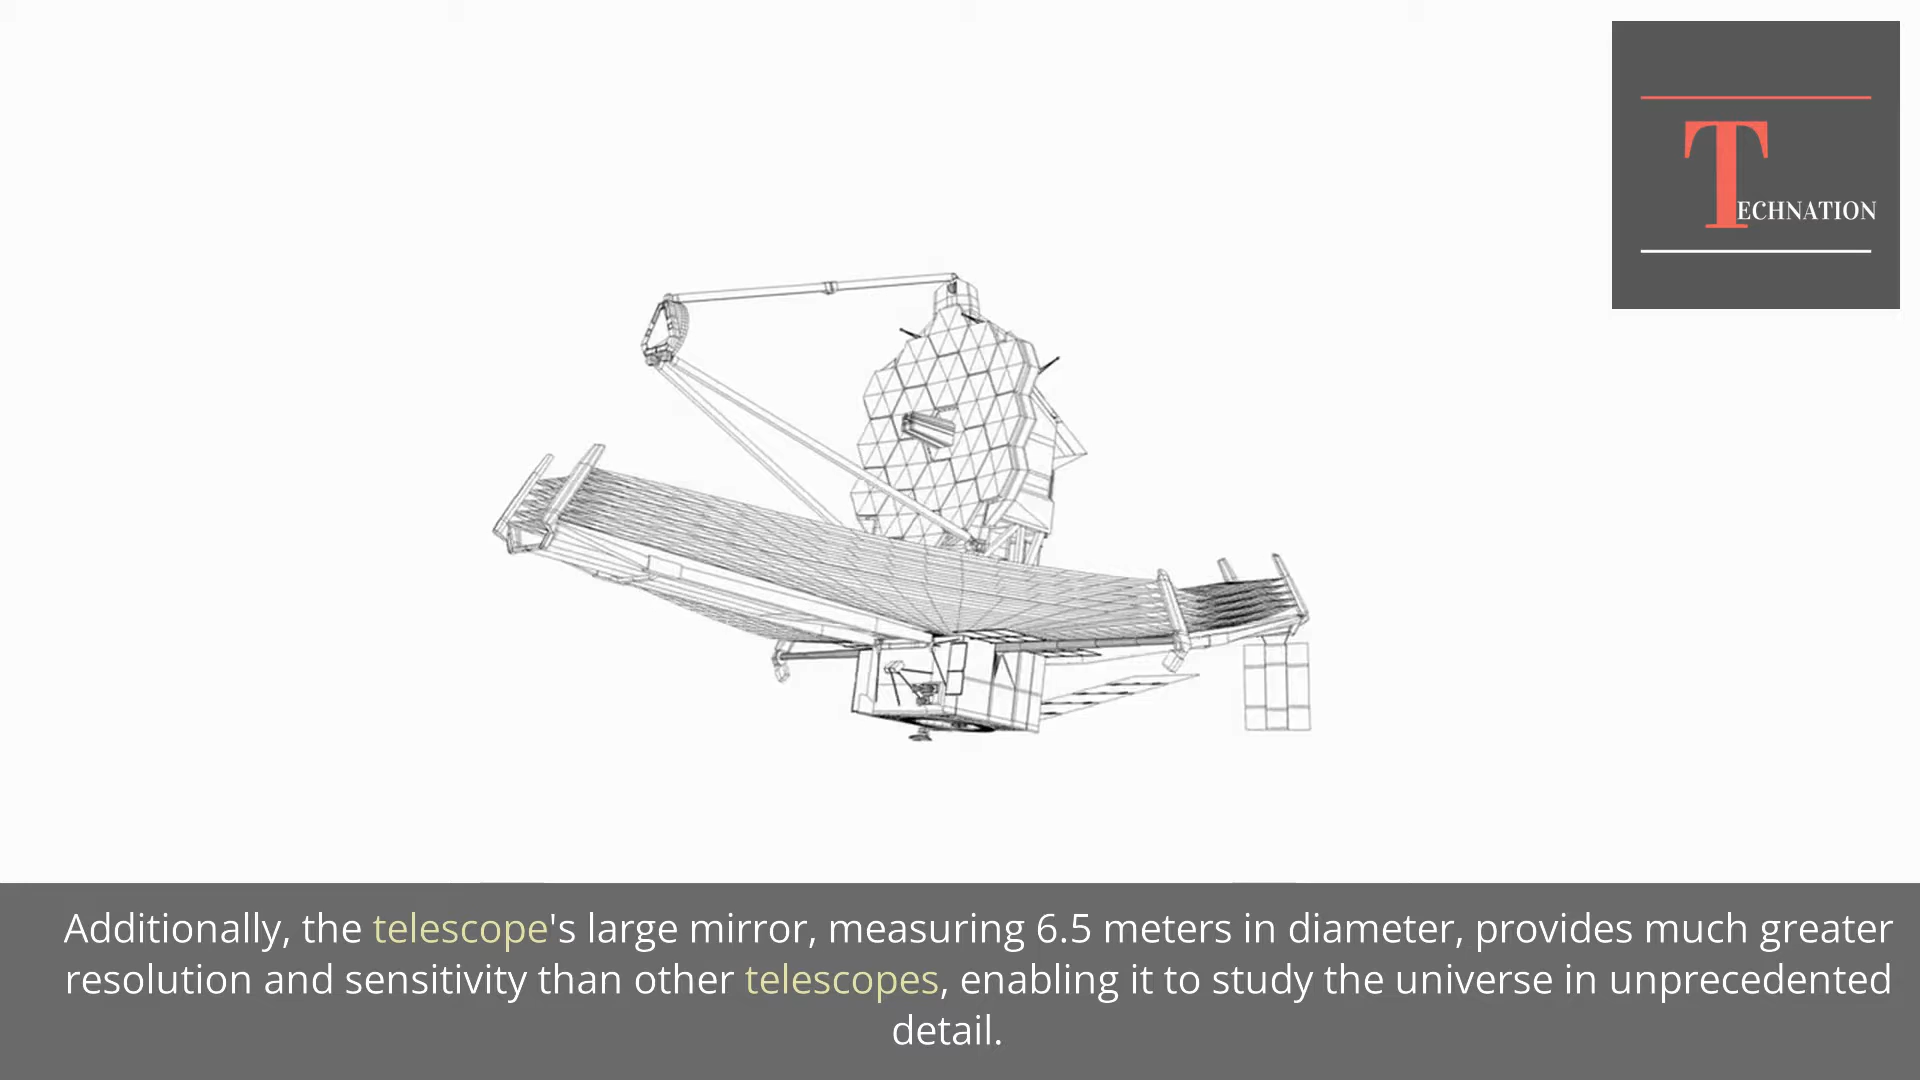 TECHNATION
Additionally, the telescope's large mirror, measuring 6.5 meters in diameter, provides much greater
resolution and sensitivity than other telescopes, enabling it to study the universe in unprecedented
detail.